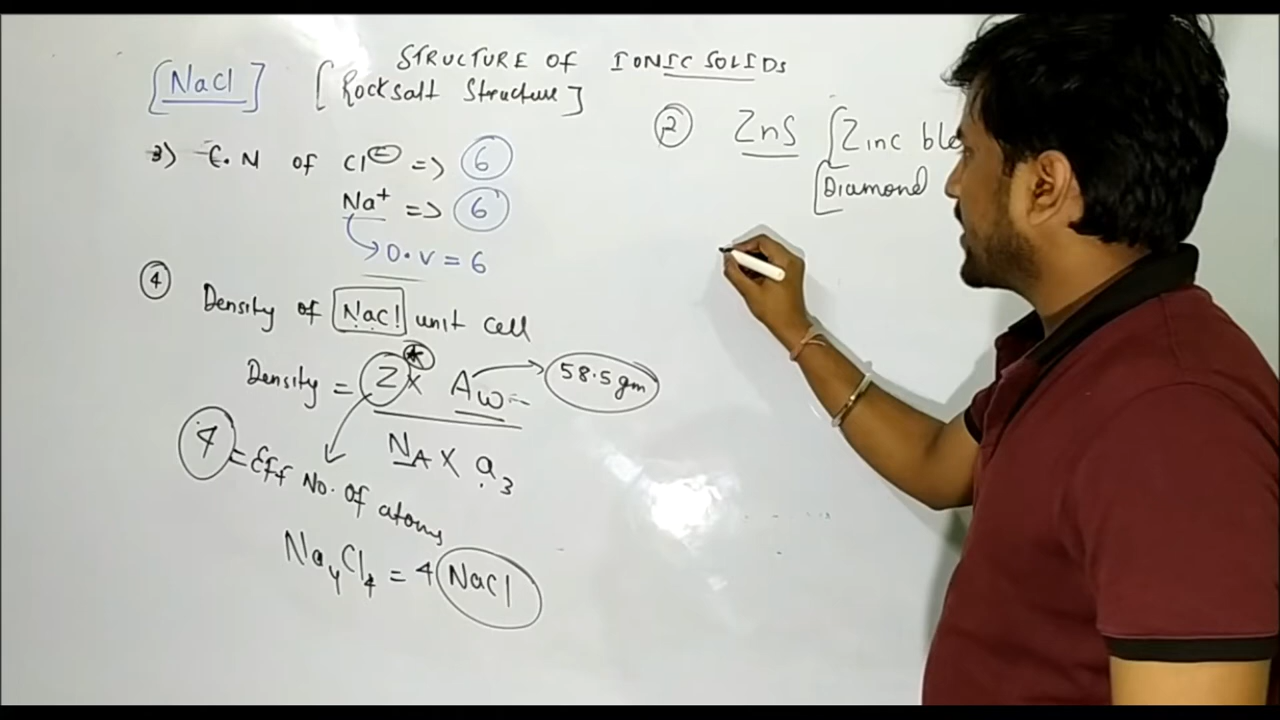 STRUCTURE OF IONIC SOLIDS
[NaCl] [Rocksalt Structure]
3) C.N of Cl⊖ => 6
Na+ => 6
O.V = 6
④ Density of NaCl unit cell
Density = Z × Aw
58.5 gm
NA × a3
4 = Eff No. of atoms
Na4Cl4 = 4 NaCl
② ZnS [Zinc ble
[Diamond